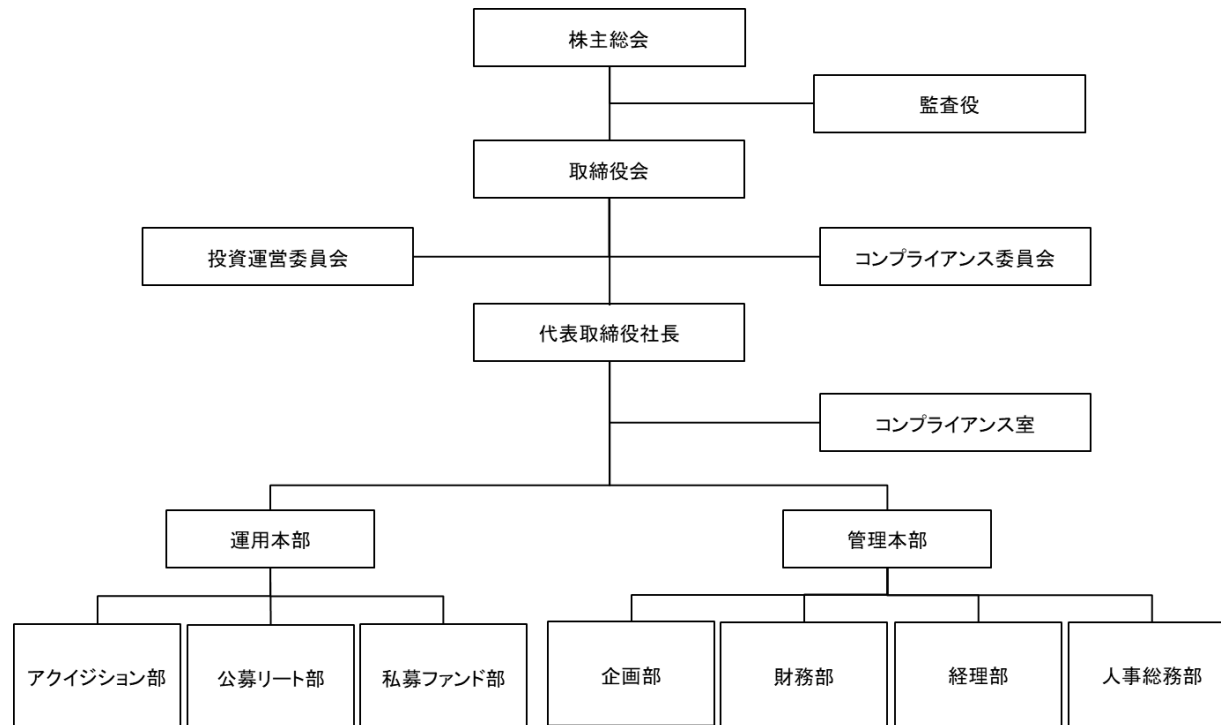 株主総会
監査役
取締役会
投資運営委員会
コンプライアンス委員会
代表取締役社長
コンプライアンス室
運用本部
管理本部
アクイジション部
公募リート部
私募ファンド部
企画部
財務部
経理部
人事総務部